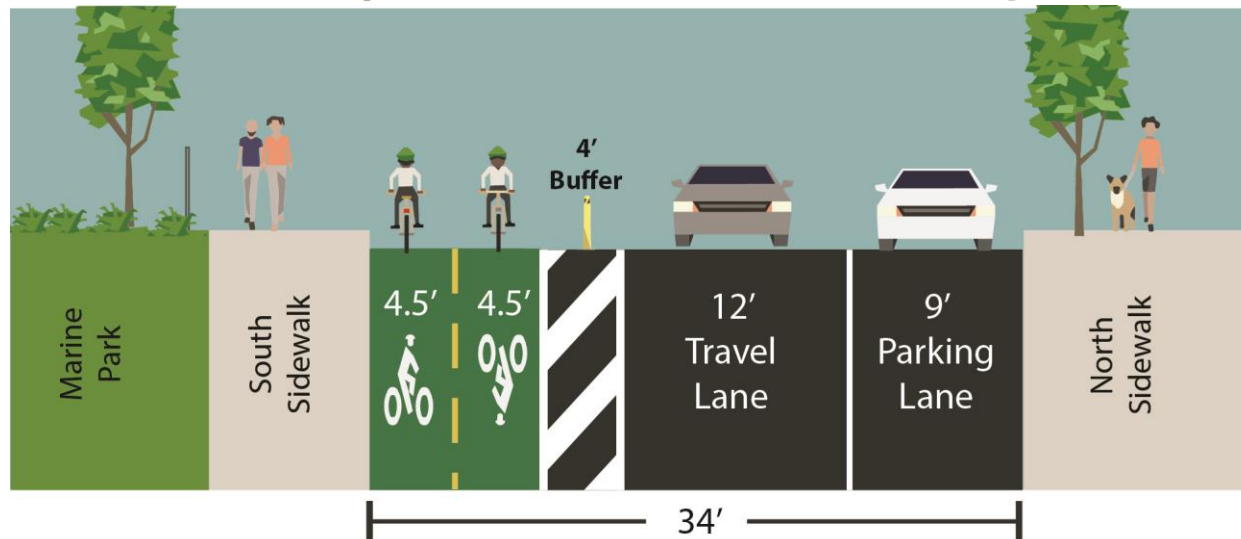 4’
Buffer
Marine
Park
South
Sidewalk
4.5’
4.5’
12’
Travel
Lane
9’
Parking
Lane
North
Sidewalk
34’